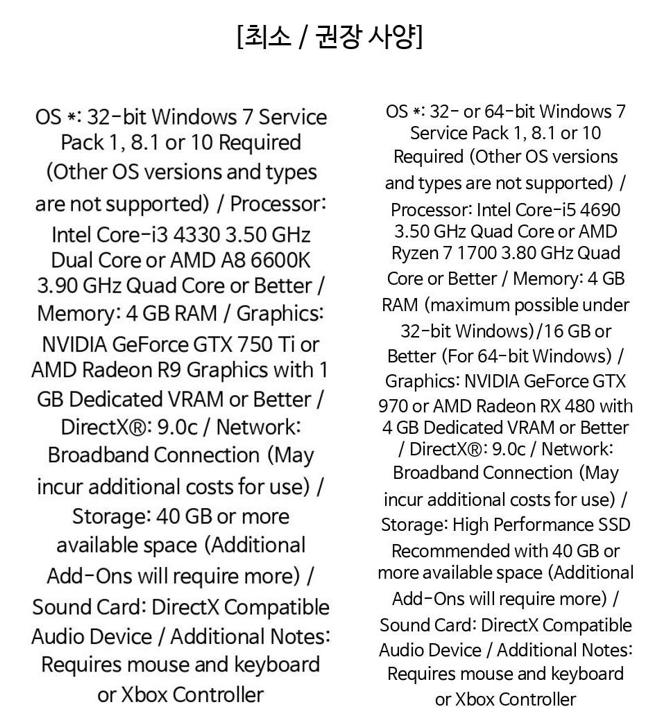 [최소 / 권장 사양]
OS *: 32-bit Windows 7 Service
Pack 1, 8.1 or 10 Required
(Other OS versions and types
are not supported) / Processor:
Intel Core-i3 4330 3.50 GHz
Dual Core or AMD A8 6600K
3.90 GHz Quad Core or Better /
Memory: 4 GB RAM / Graphics:
NVIDIA GeForce GTX 750 Ti or
AMD Radeon R9 Graphics with 1
GB Dedicated VRAM or Better /
DirectX®: 9.0c / Network:
Broadband Connection (May
incur additional costs for use) /
Storage: 40 GB or more
available space (Additional
Add-Ons will require more) /
Sound Card: DirectX Compatible
Audio Device / Additional Notes:
Requires mouse and keyboard
or Xbox Controller
OS *: 32- or 64-bit Windows 7
Service Pack 1, 8.1 or 10
Required (Other OS versions
and types are not supported) /
Processor: Intel Core-i5 4690
3.50 GHz Quad Core or AMD
Ryzen 7 1700 3.80 GHz Quad
Core or Better / Memory: 4 GB
RAM (maximum possible under
32-bit Windows)/16 GB or
Better (For 64-bit Windows) /
Graphics: NVIDIA GeForce GTX
970 or AMD Radeon RX 480 with
4 GB Dedicated VRAM or Better
/ DirectX®: 9.0c / Network:
Broadband Connection (May
incur additional costs for use) /
Storage: High Performance SSD
Recommended with 40 GB or
more available space (Additional
Add-Ons will require more) /
Sound Card: DirectX Compatible
Audio Device / Additional Notes:
Requires mouse and keyboard
or Xbox Controller